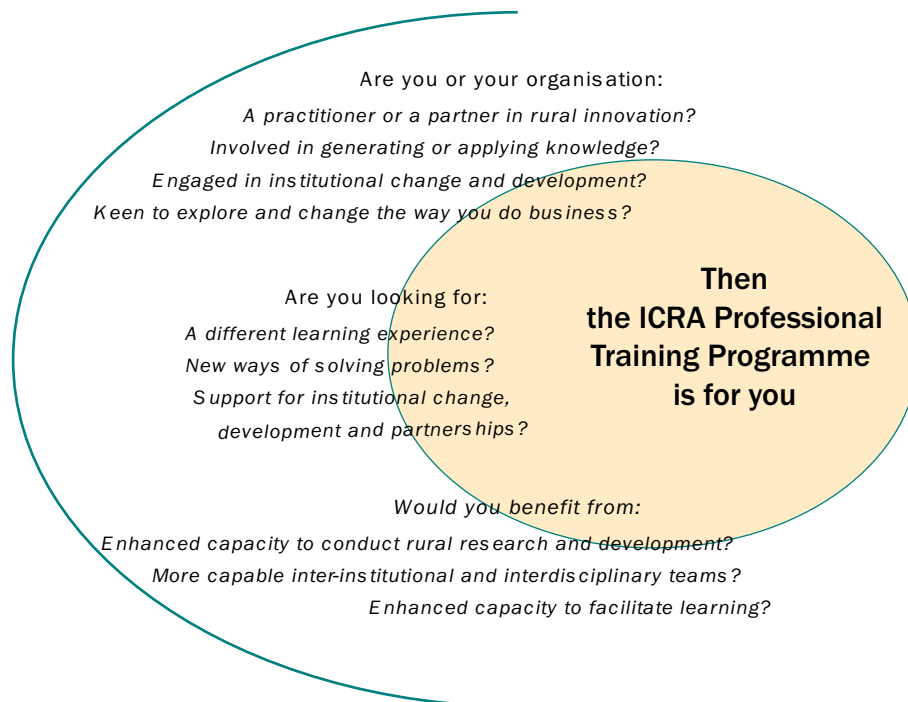 Are you or your organisation:
A practitioner or a partner in rural innovation?
Involved in generating or applying knowledge?
Engaged in institutional change and development?
Keen to explore and change the way you do business?
Are you looking for:
A different learning experience?
New ways of solving problems?
Support for institutional change,
development and partnerships?
Then
the ICRA Professional
Training Programme
is for you
Would you benefit from:
Enhanced capacity to conduct rural research and development?
More capable inter-institutional and interdisciplinary teams?
Enhanced capacity to facilitate learning?